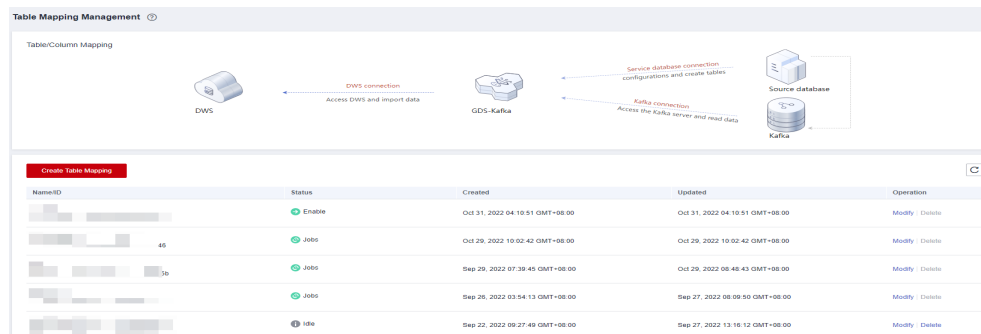 Table Mapping Management ?
Table/Column Mapping
Service database connection
configurations and create tables
Source database
DWS connection
Access DWS and import data
DWS
GDS-Kafka
Kafka connection
Access the Kafka server and read data
Kafka
Create Table Mapping
Name/ID Status Created Updated Operation
Enable Oct 31, 2022 04:10:51 GMT+08:00 Oct 31, 2022 04:10:51 GMT+08:00 Modify Delete
46 Jobs Oct 29, 2022 10:02:42 GMT+08:00 Oct 29, 2022 10:02:42 GMT+08:00 Modify Delete
5b Jobs Sep 29, 2022 07:39:45 GMT+08:00 Oct 29, 2022 08:48:43 GMT+08:00 Modify Delete
Jobs Sep 26, 2022 03:54:13 GMT+08:00 Sep 27, 2022 08:09:50 GMT+08:00 Modify Delete
Idle Sep 22, 2022 09:27:49 GMT+08:00 Sep 27, 2022 13:16:12 GMT+08:00 Modify Delete